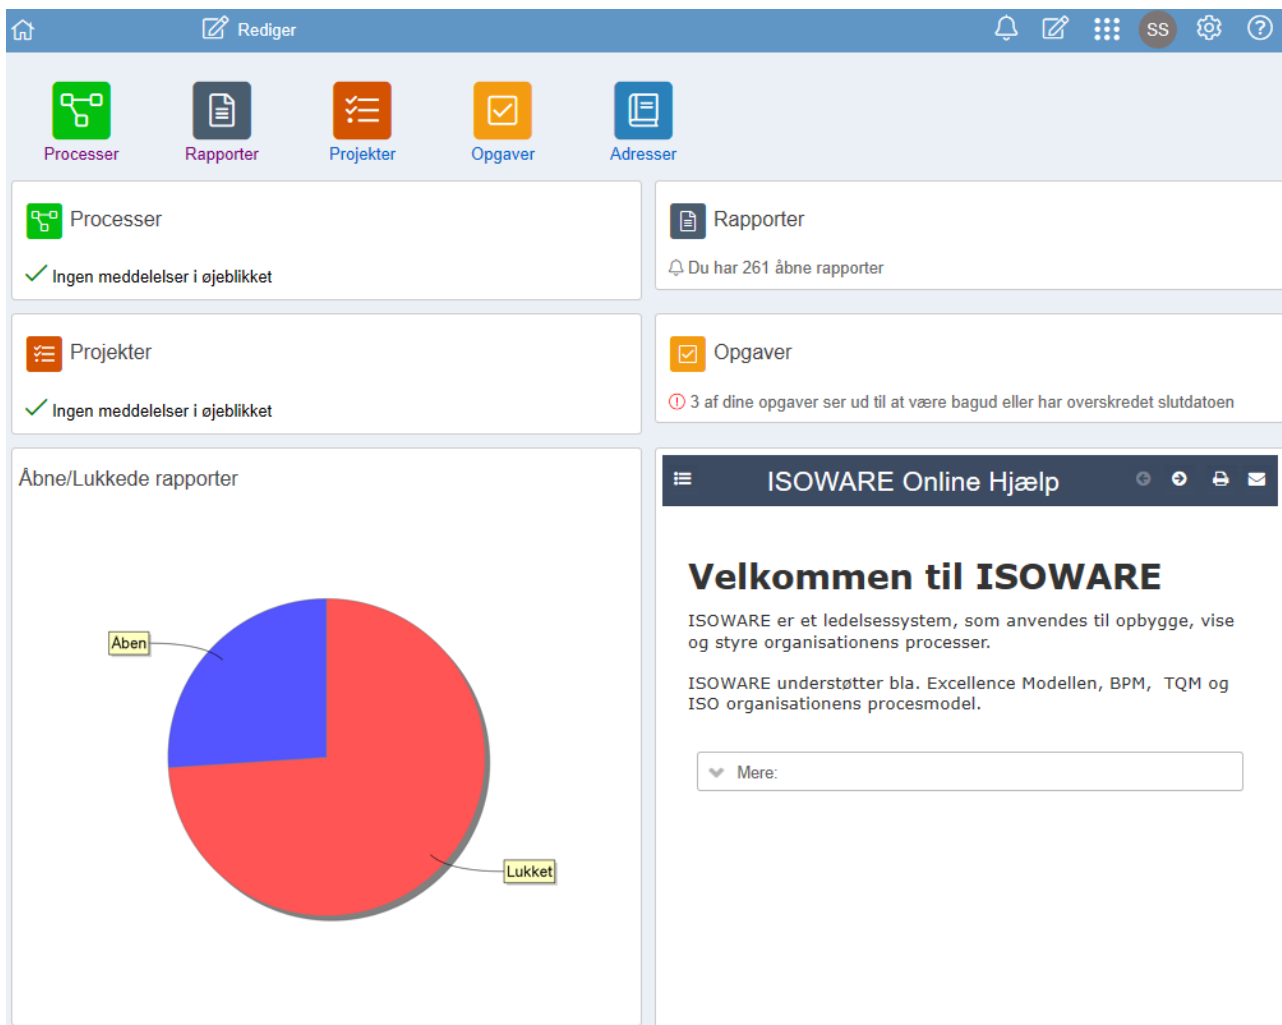 Rediger
SS
Processer
Rapporter
Projekter
Opgaver
Adresser
Processer
Ingen meddelelser i øjeblikket
Rapporter
Du har 261 åbne rapporter
Projekter
Ingen meddelelser i øjeblikket
Opgaver
3 af dine opgaver ser ud til at være bagud eller har overskredet slutdatoen
Åbne/Lukkede rapporter
Åben
Lukket
ISOWARE Online Hjælp
Velkommen til ISOWARE
ISOWARE er et ledelsessystem, som anvendes til opbygge, vise
og styre organisationens processer.
ISOWARE understøtter bla. Excellence Modellen, BPM, TQM og
ISO organisationens procesmodel.
Mere: